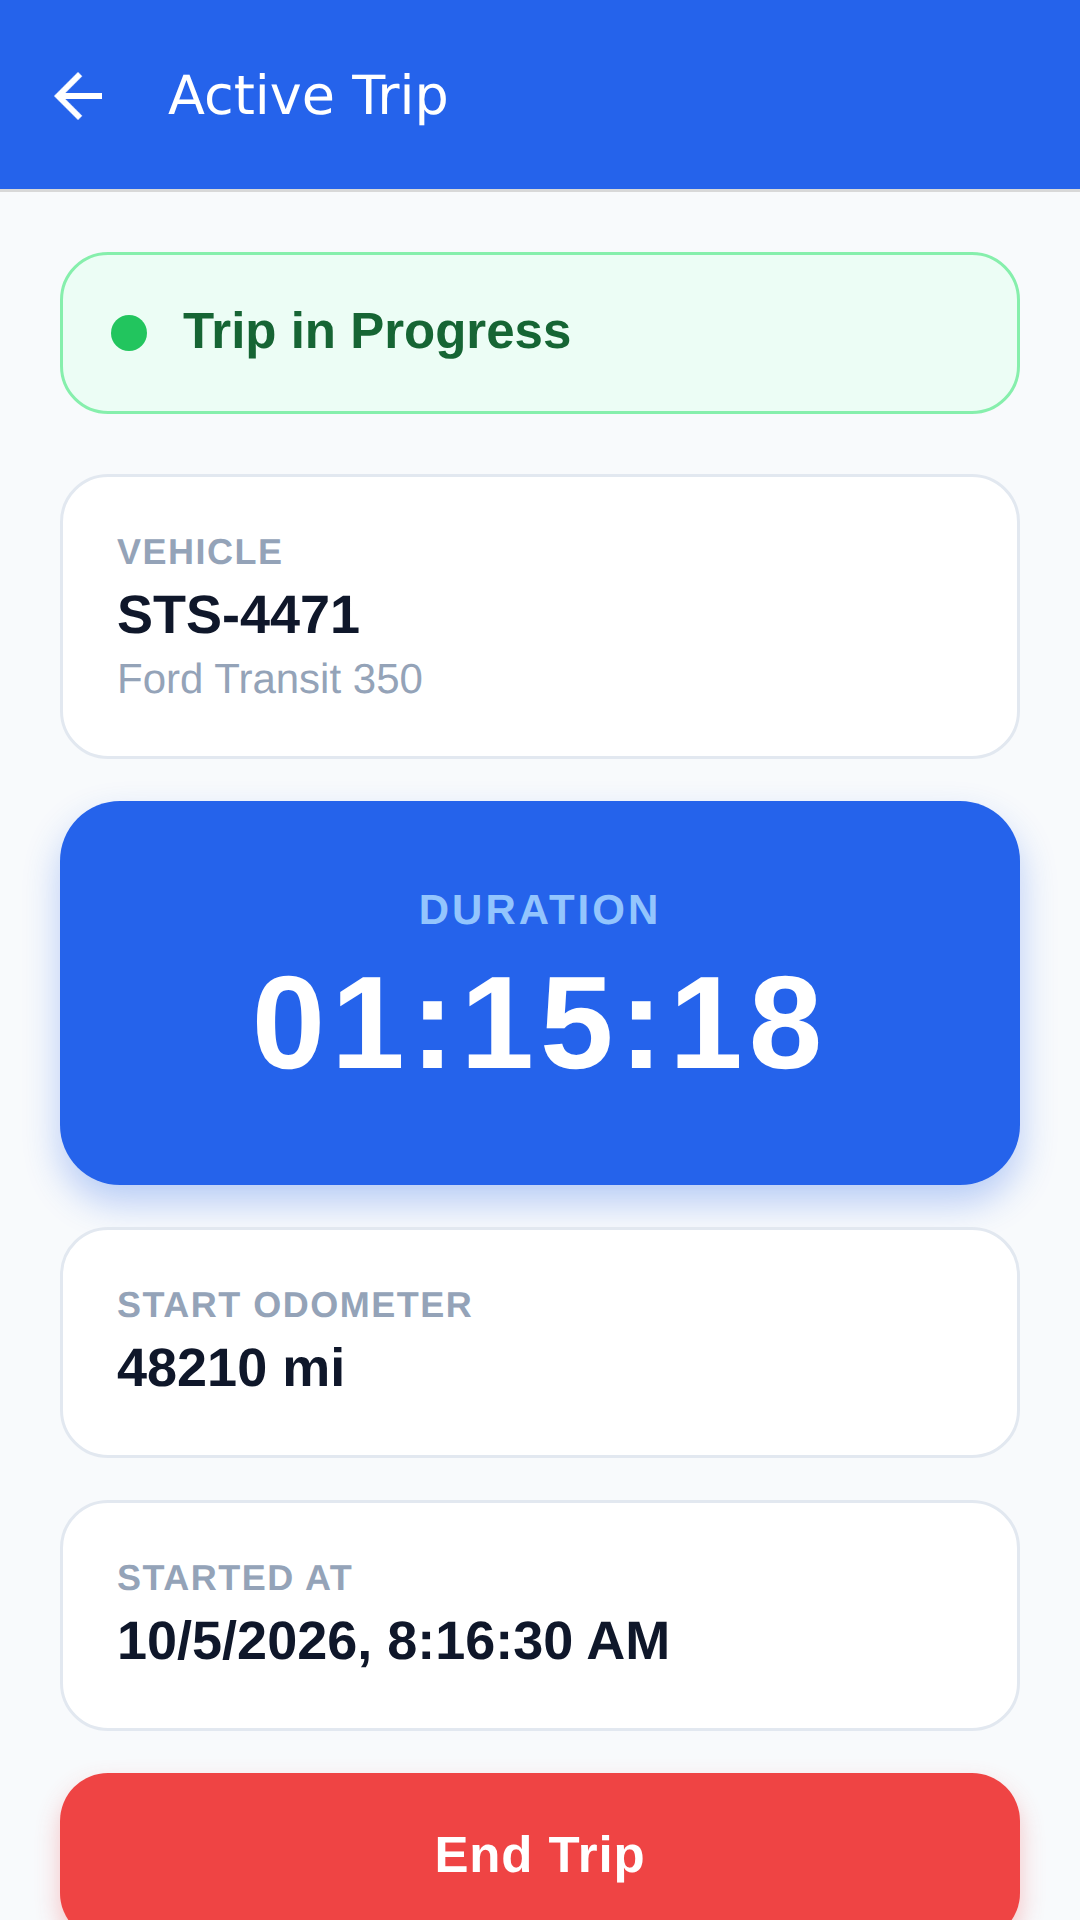 Active Trip
Trip in Progress
VEHICLE
STS-4471
Ford Transit 350
DURATION
01:15:18
START ODOMETER
48210 mi
STARTED AT
10/5/2026, 8:16:30 AM
End Trip